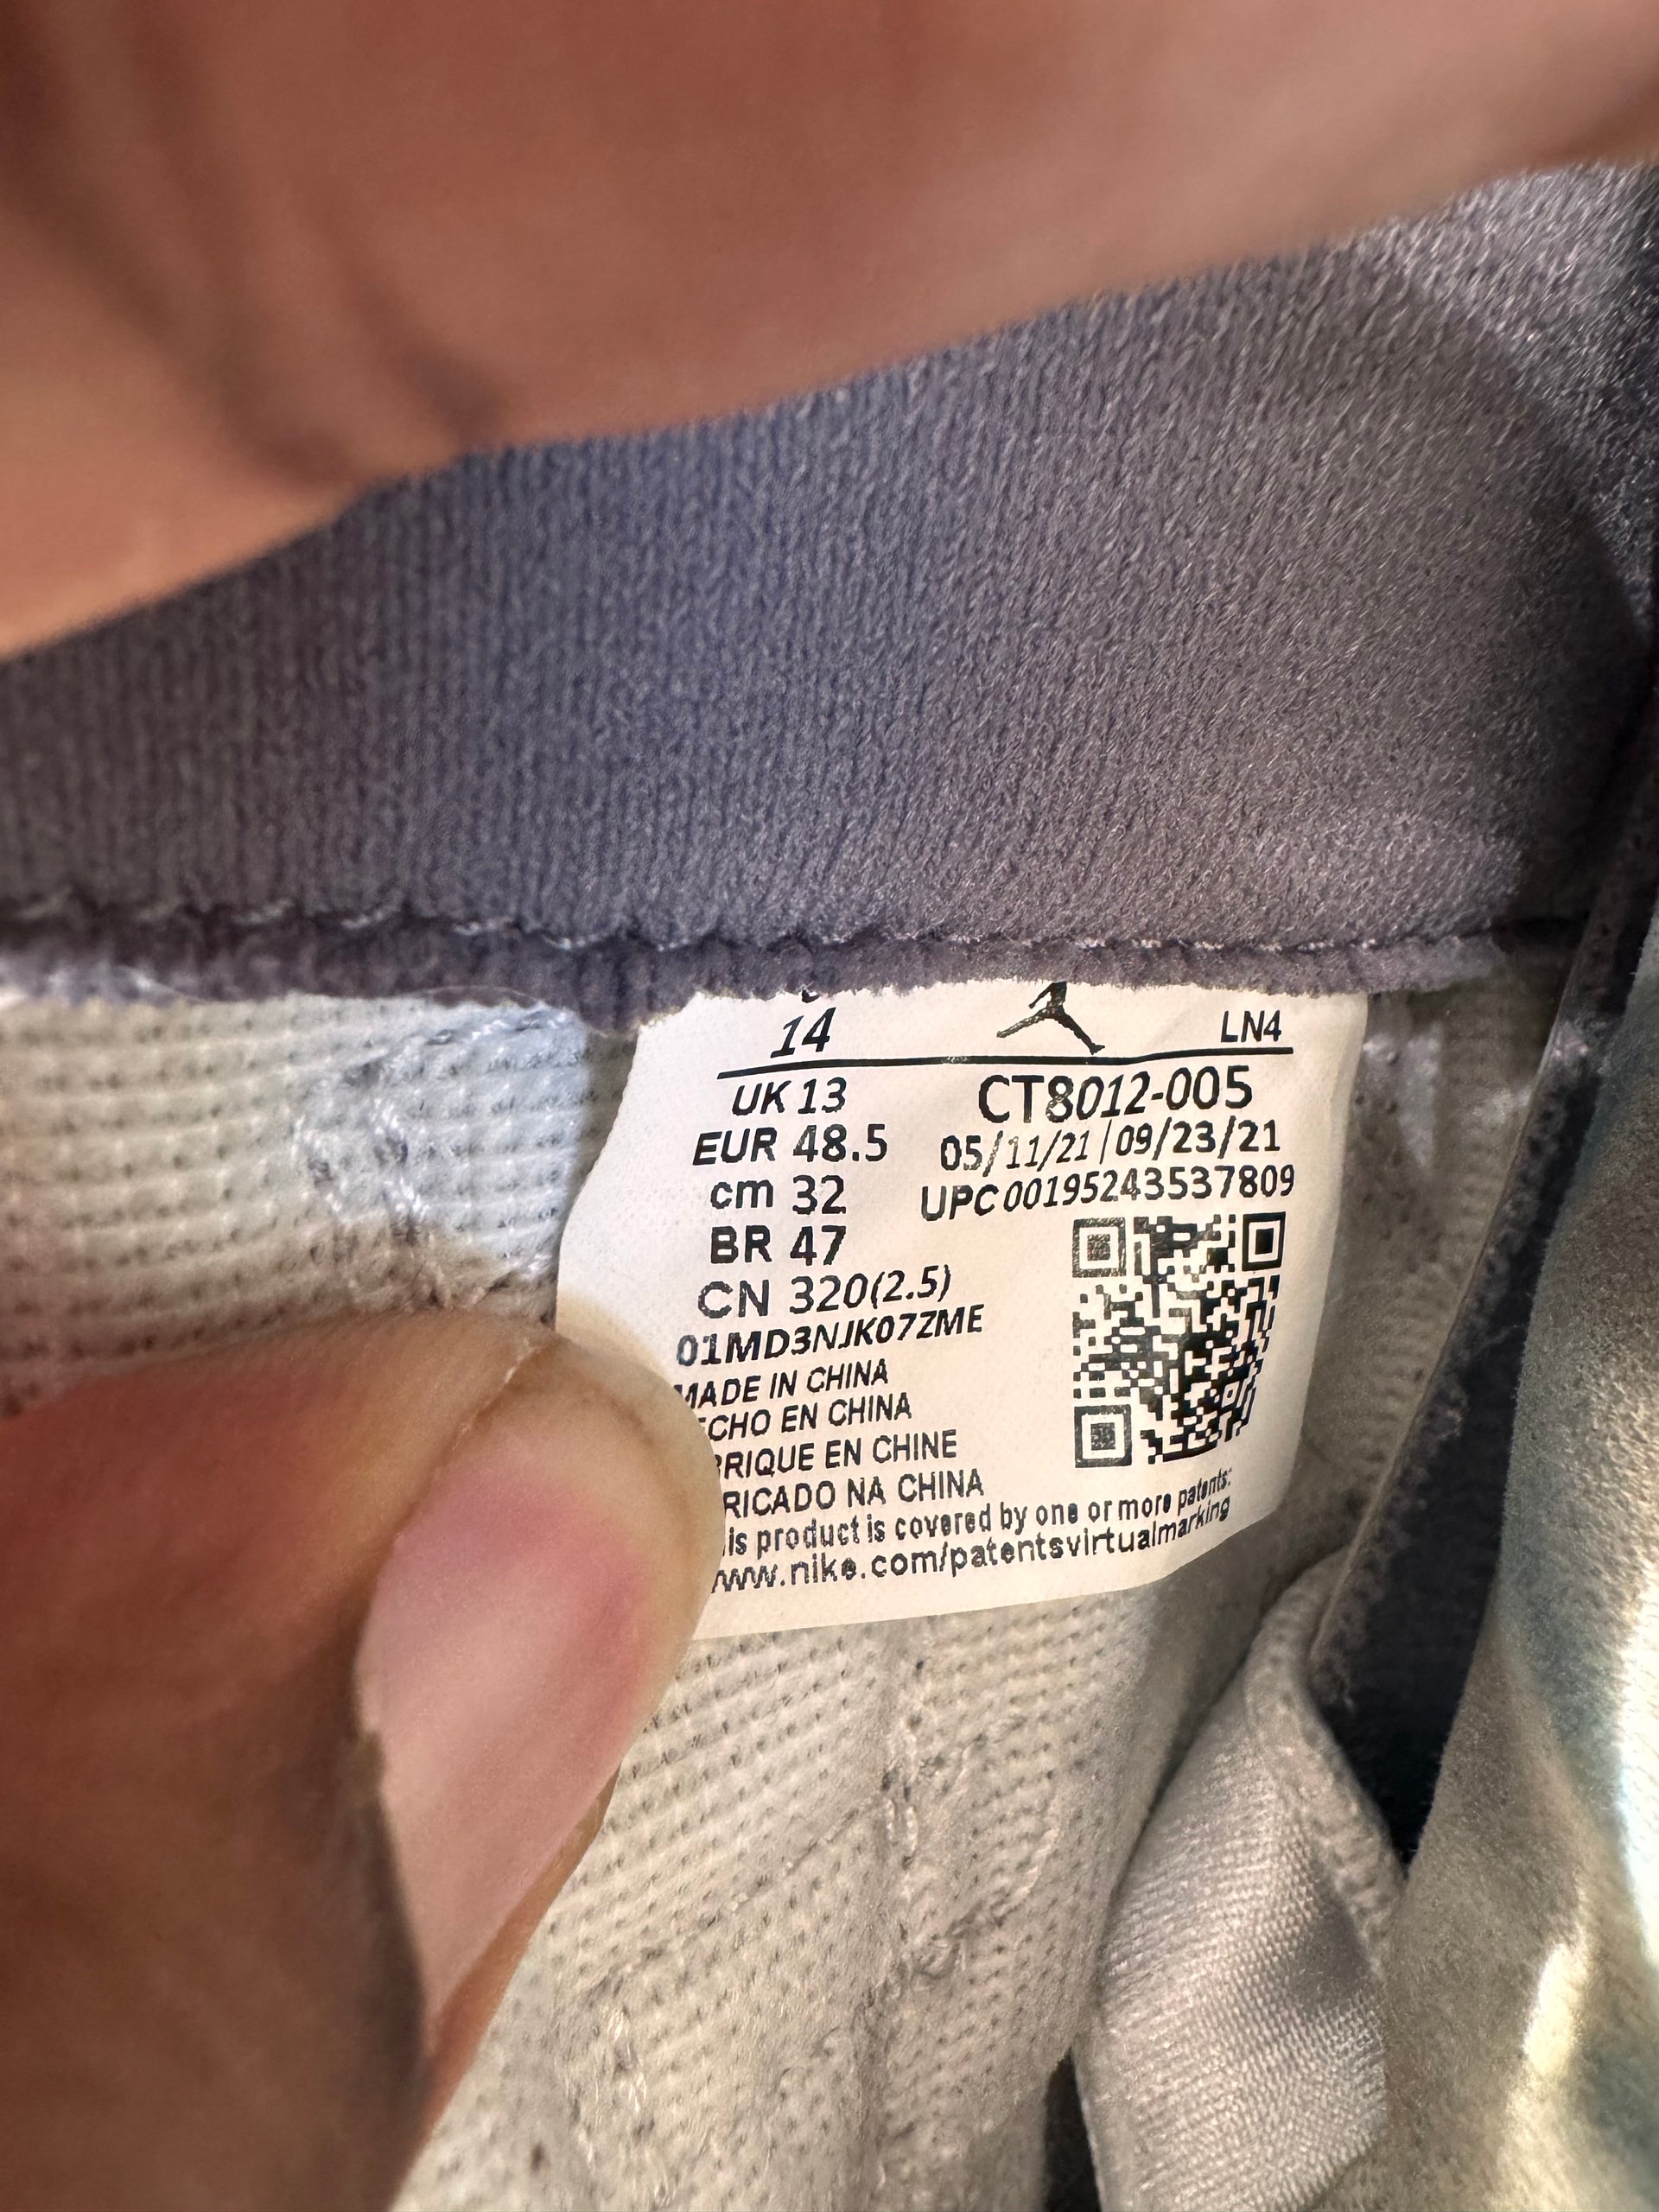 14
LN4
UK 13
CT8012-005
EUR 48.5
05/11/21 | 09/23/21
cm 32
UPC 00195243537809
BR 47
CN 320(2.5)
01MD3NJK07ZME
MADE IN CHINA
ECHO EN CHINA
BRIQUE EN CHINE
RICADO NA CHINA
is product is covered by one or more patents:
www.nike.com/patentsvirtualmarking